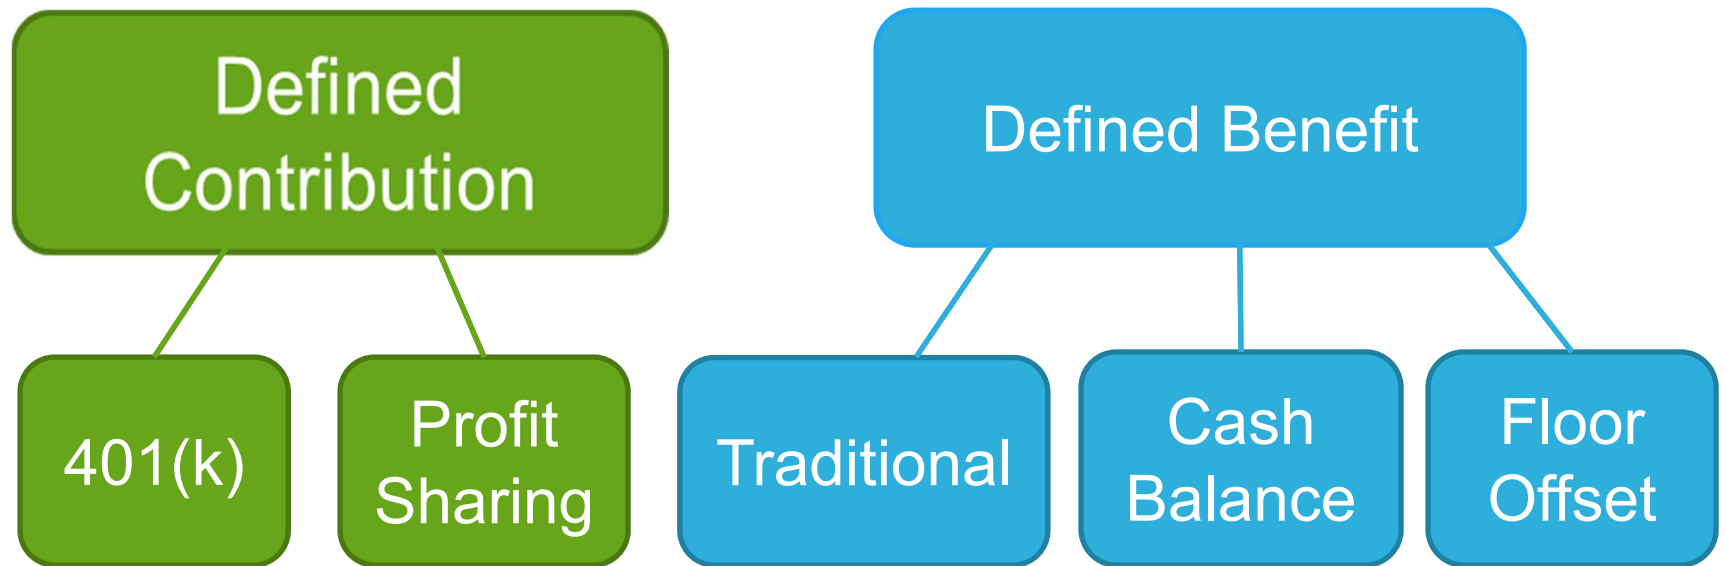 Defined
Contribution
Defined Benefit
401(k)
Profit
Sharing
Traditional
Cash
Balance
Floor
Offset